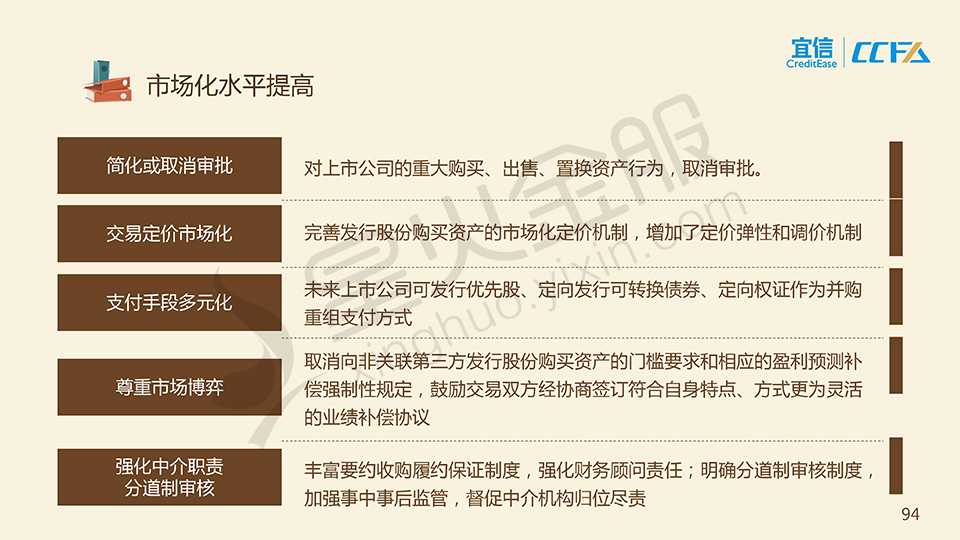 宜信
CreditEase
CCFA
市场化水平提高
简化或取消审批
对上市公司的重大购买、出售、置换资产行为，取消审批。
交易定价市场化
完善发行股份购买资产的市场化定价机制，增加了定价弹性和调价机制
支付手段多元化
未来上市公司可发行优先股、定向发行可转换债券、定向权证作为并购
重组支付方式
尊重市场博弈
取消向非关联第三方发行股份购买资产的门槛要求和相应的盈利预测补
偿强制性规定，鼓励交易双方经协商签订符合自身特点、方式更为灵活
的业绩补偿协议
强化中介职责
分道制审核
丰富要约收购履约保证制度，强化财务顾问责任；明确分道制审核制度，
加强事中事后监管，督促中介机构归位尽责
星火金服
xinghuo.yixin.com
94